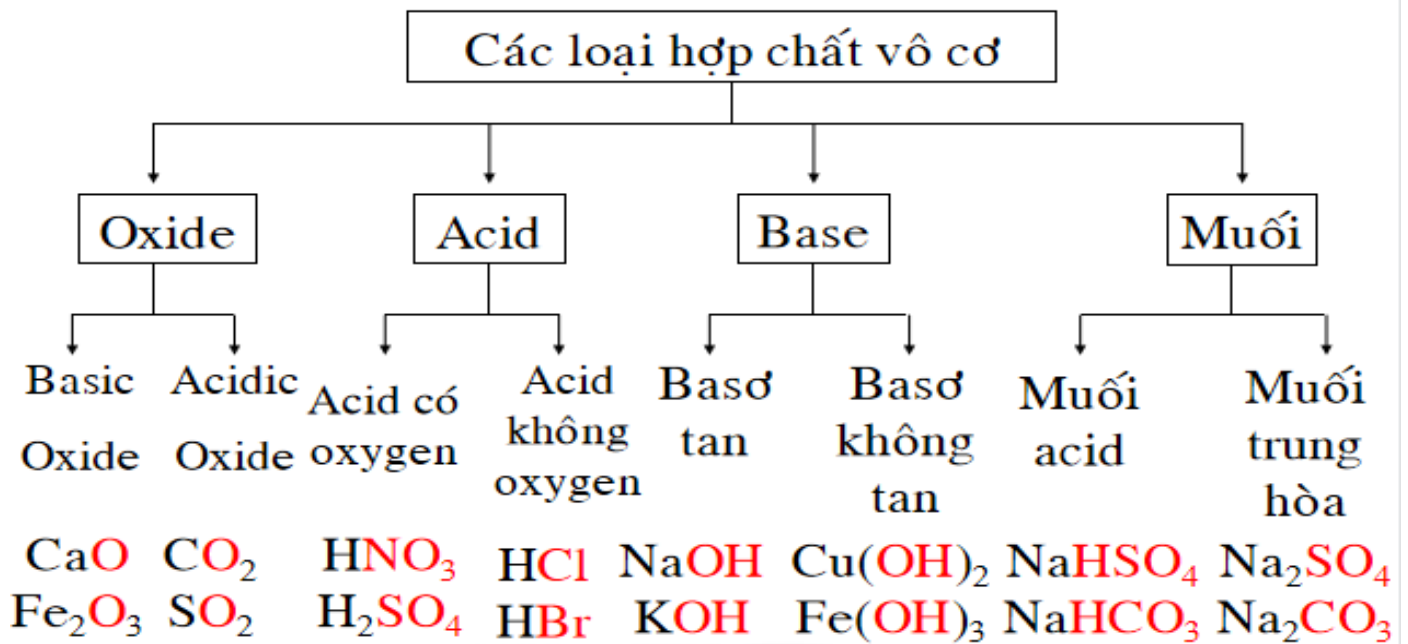 Các loại hợp chất vô cơ
Oxide
Acid
Base
Muối
Basic
Oxide
Acidic
Oxide
Acid có
oxygen
Acid
không
oxygen
Basơ
tan
Basơ
không
tan
Muối
acid
Muối
trung
hòa
CaO
Fe₂O₃
CO₂
SO₂
HNO₃
H₂SO₄
HCl
HBr
NaOH
KOH
Cu(OH)₂
Fe(OH)₃
NaHSO₄
NaHCO₃
Na₂SO₄
Na₂CO₃